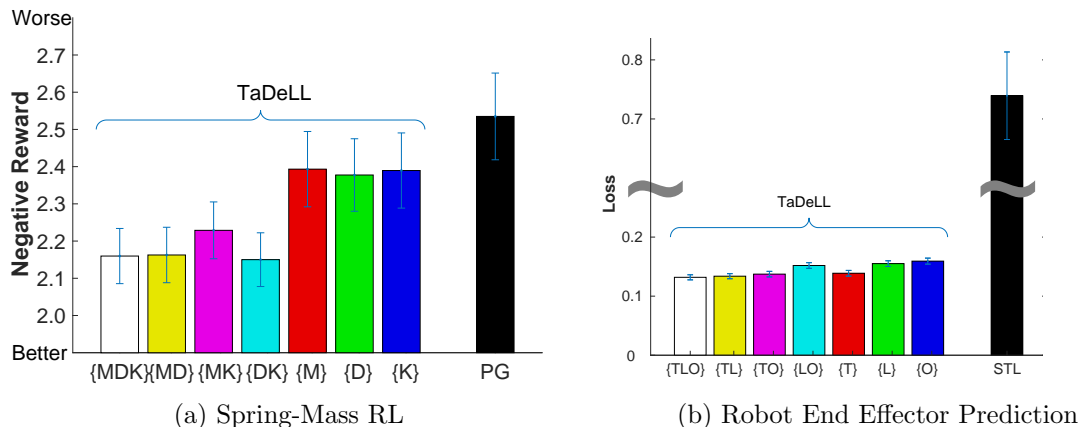 Worse
2.7
2.6
2.5
2.4
2.3
2.2
2.1
2.0
Better
Negative Reward
TaDeLL
{MDK} {MD} {MK} {DK} {M} {D} {K} PG
(a) Spring-Mass RL
0.8
0.7
0.2
0.1
0
Loss
TaDeLL
{TLO} {TL} {TO} {LO} {T} {L} {O} STL
(b) Robot End Effector Prediction